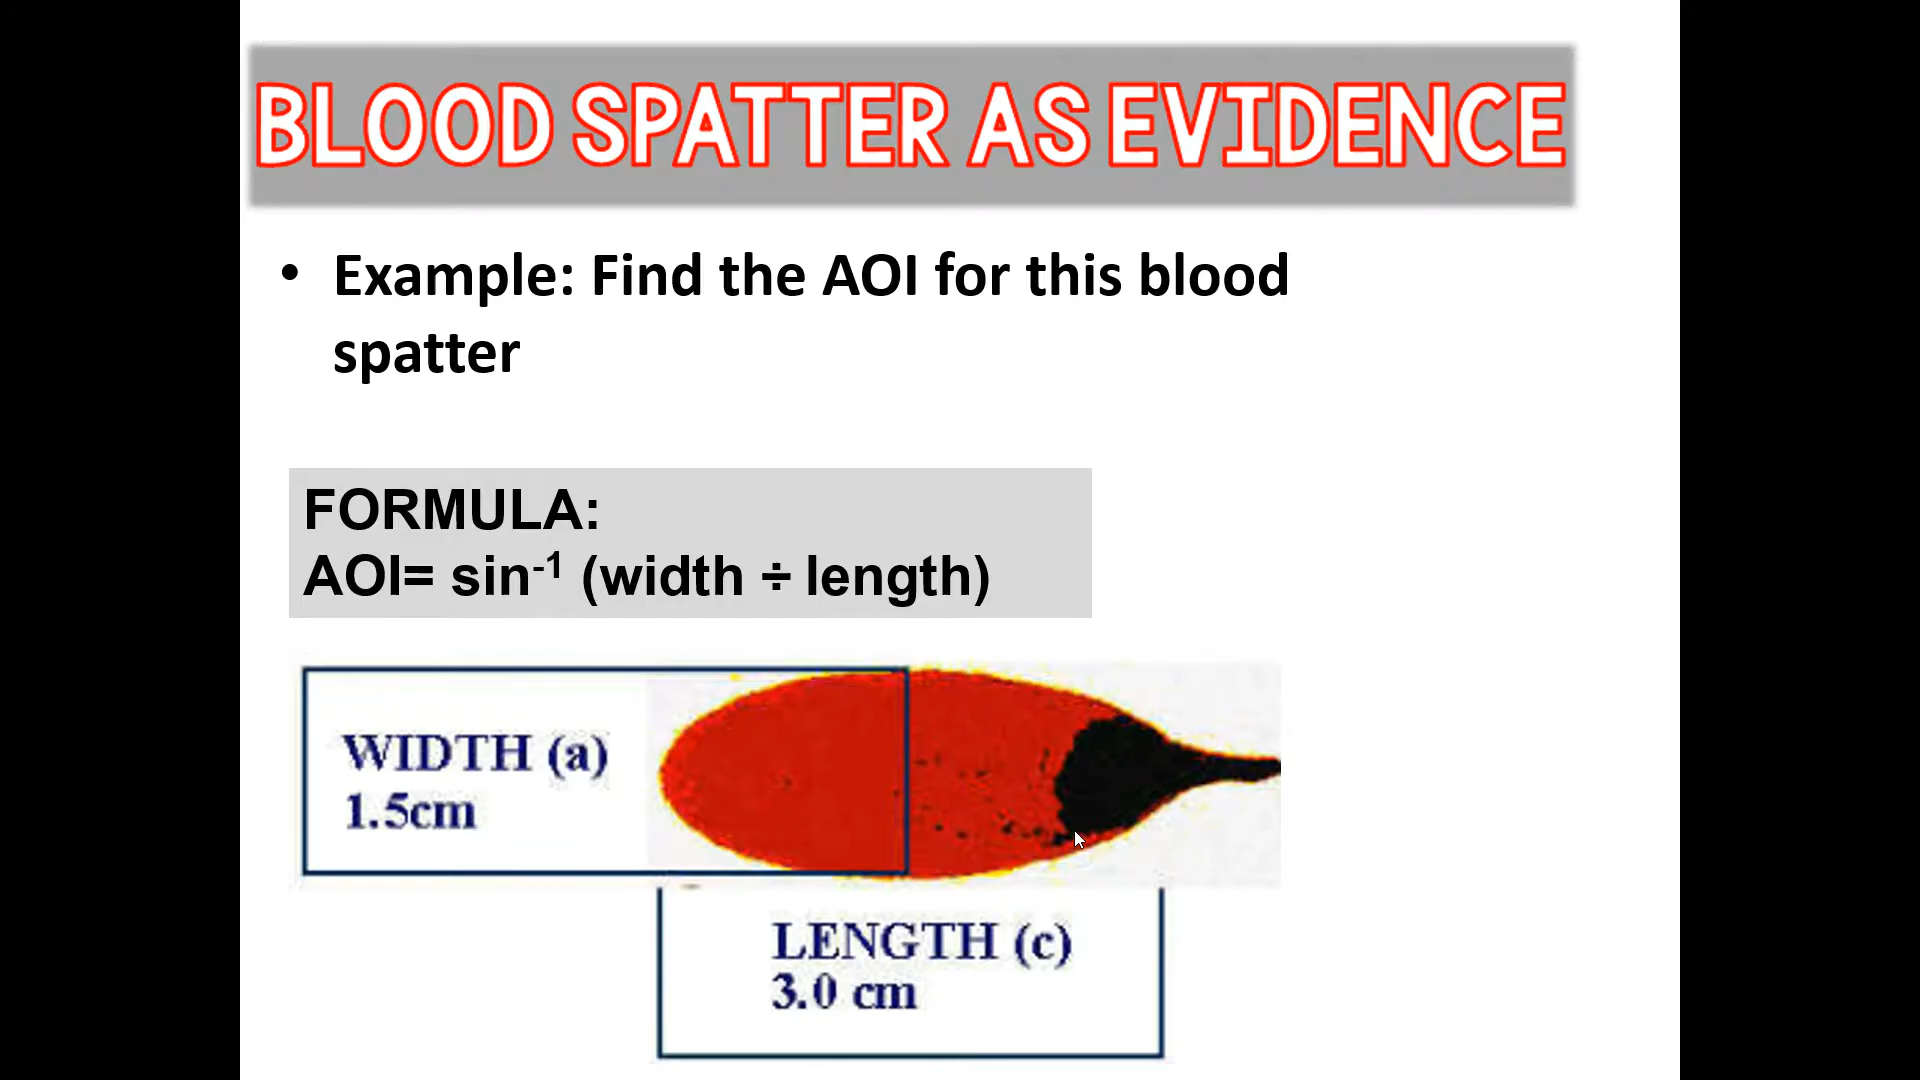 BLOOD SPATTER AS EVIDENCE
• Example: Find the AOI for this blood
spatter
FORMULA:
AOI= sin⁻¹ (width ÷ length)
WIDTH (a)
1.5cm
LENGTH (c)
3.0 cm